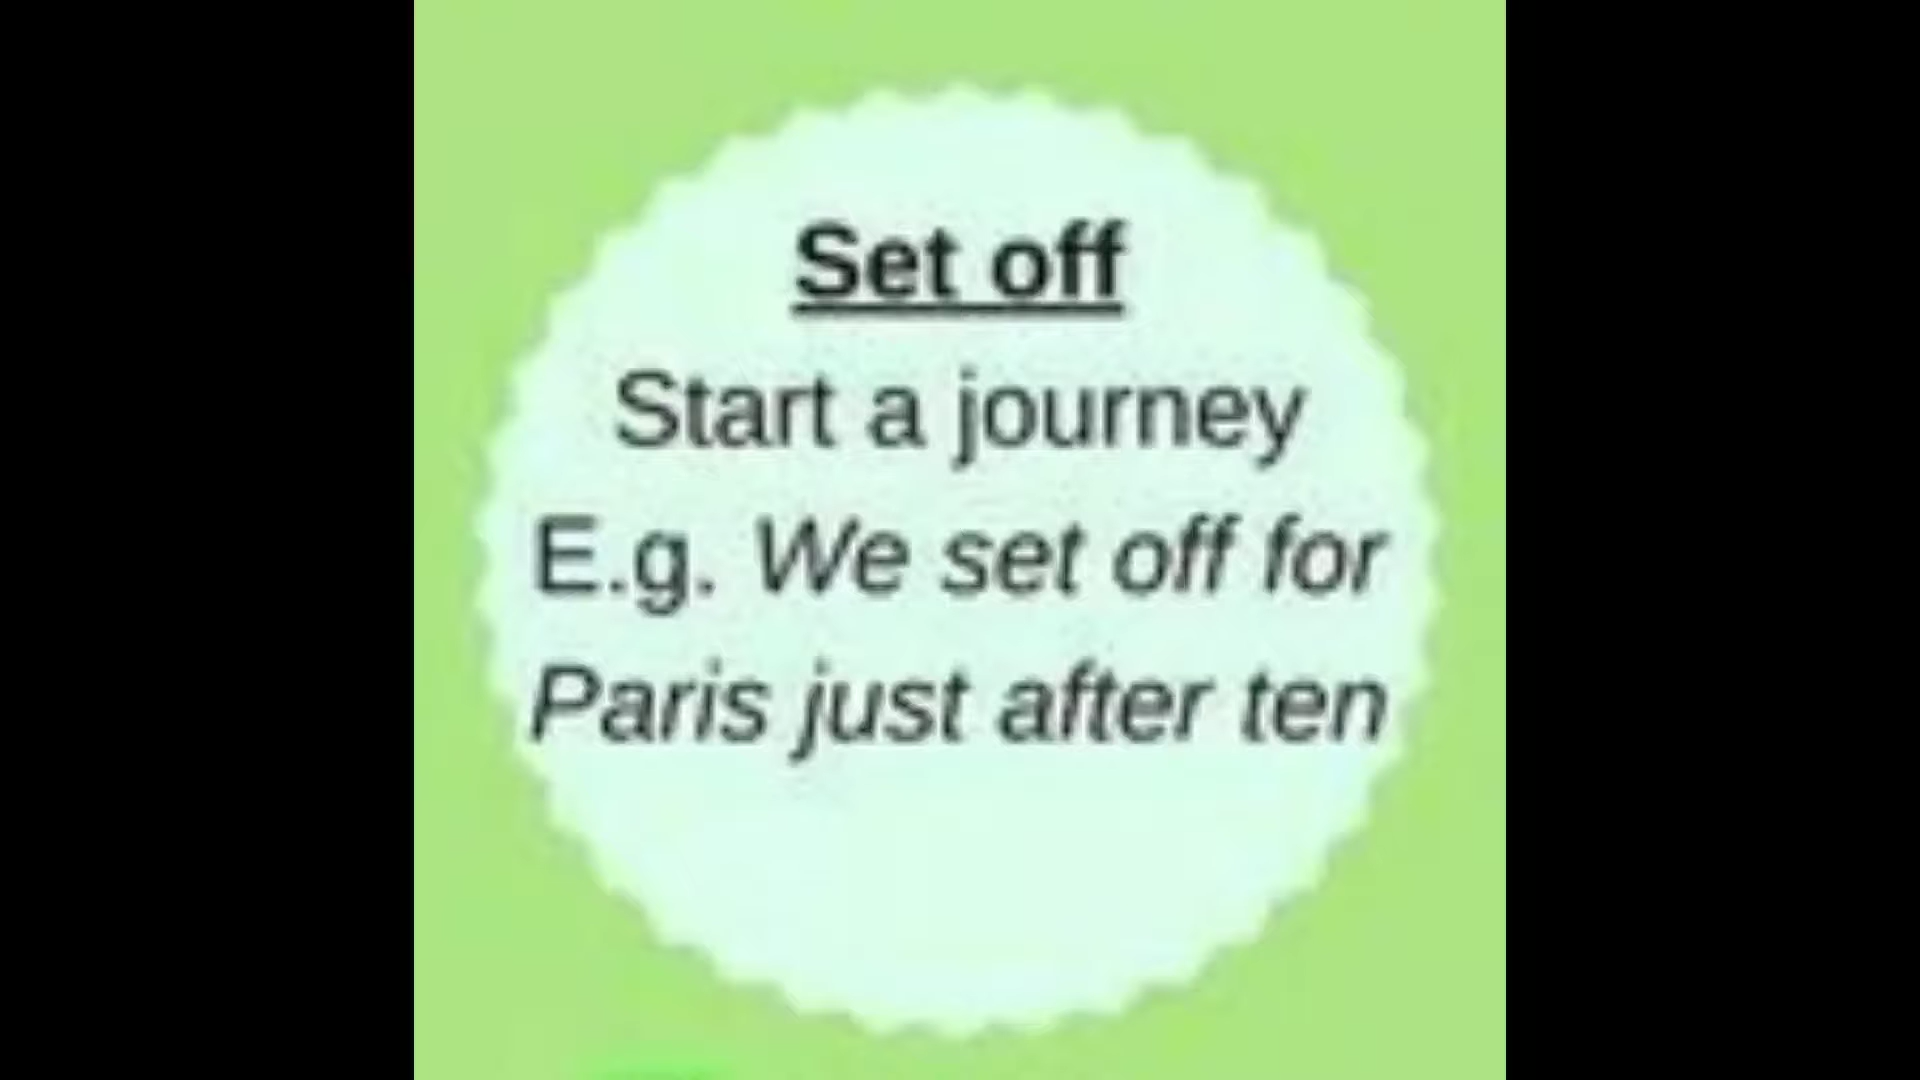 Set off
Start a journey
E.g. We set off for
Paris just after ten